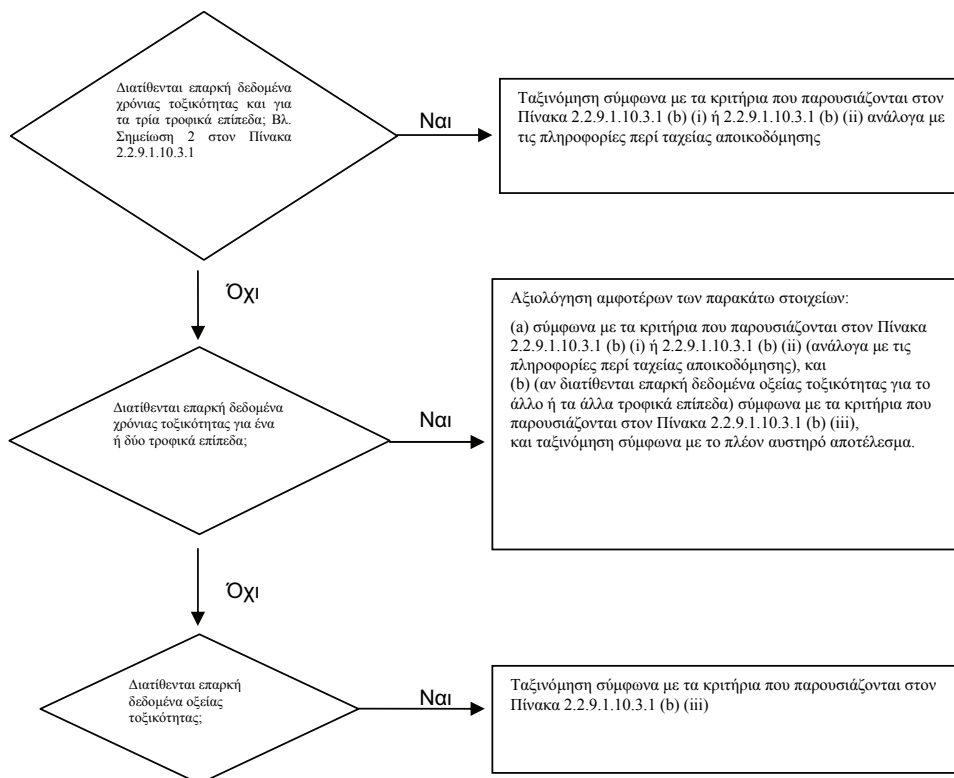 Διατίθενται επαρκή δεδομένα
χρόνιας τοξικότητας και για
τα τρία τροφικά επίπεδα; Βλ.
Σημείωση 2 στον Πίνακα
2.2.9.1.10.3.1
Ναι
Ταξινόμηση σύμφωνα με τα κριτήρια που παρουσιάζονται στον
Πίνακα 2.2.9.1.10.3.1 (b) (i) ή 2.2.9.1.10.3.1 (b) (ii) ανάλογα με
τις πληροφορίες περί ταχείας αποικοδόμησης
Όχι
Διατίθενται επαρκή δεδομένα
χρόνιας τοξικότητας για ένα
ή δύο τροφικά επίπεδα;
Ναι
Αξιολόγηση αμφοτέρων των παρακάτω στοιχείων:
(a) σύμφωνα με τα κριτήρια που παρουσιάζονται στον Πίνακα
2.2.9.1.10.3.1 (b) (i) ή 2.2.9.1.10.3.1 (b) (ii) (ανάλογα με τις
πληροφορίες περί ταχείας αποικοδόμησης), και
(b) (αν διατίθενται επαρκή δεδομένα οξείας τοξικότητας για το
άλλο ή τα άλλα τροφικά επίπεδα) σύμφωνα με τα κριτήρια που
παρουσιάζονται στον Πίνακα 2.2.9.1.10.3.1 (b) (iii),
και ταξινόμηση σύμφωνα με το πλέον αυστηρό αποτέλεσμα.
Όχι
Διατίθενται επαρκή
δεδομένα οξείας
τοξικότητας;
Ναι
Ταξινόμηση σύμφωνα με τα κριτήρια που παρουσιάζονται στον
Πίνακα 2.2.9.1.10.3.1 (b) (iii)